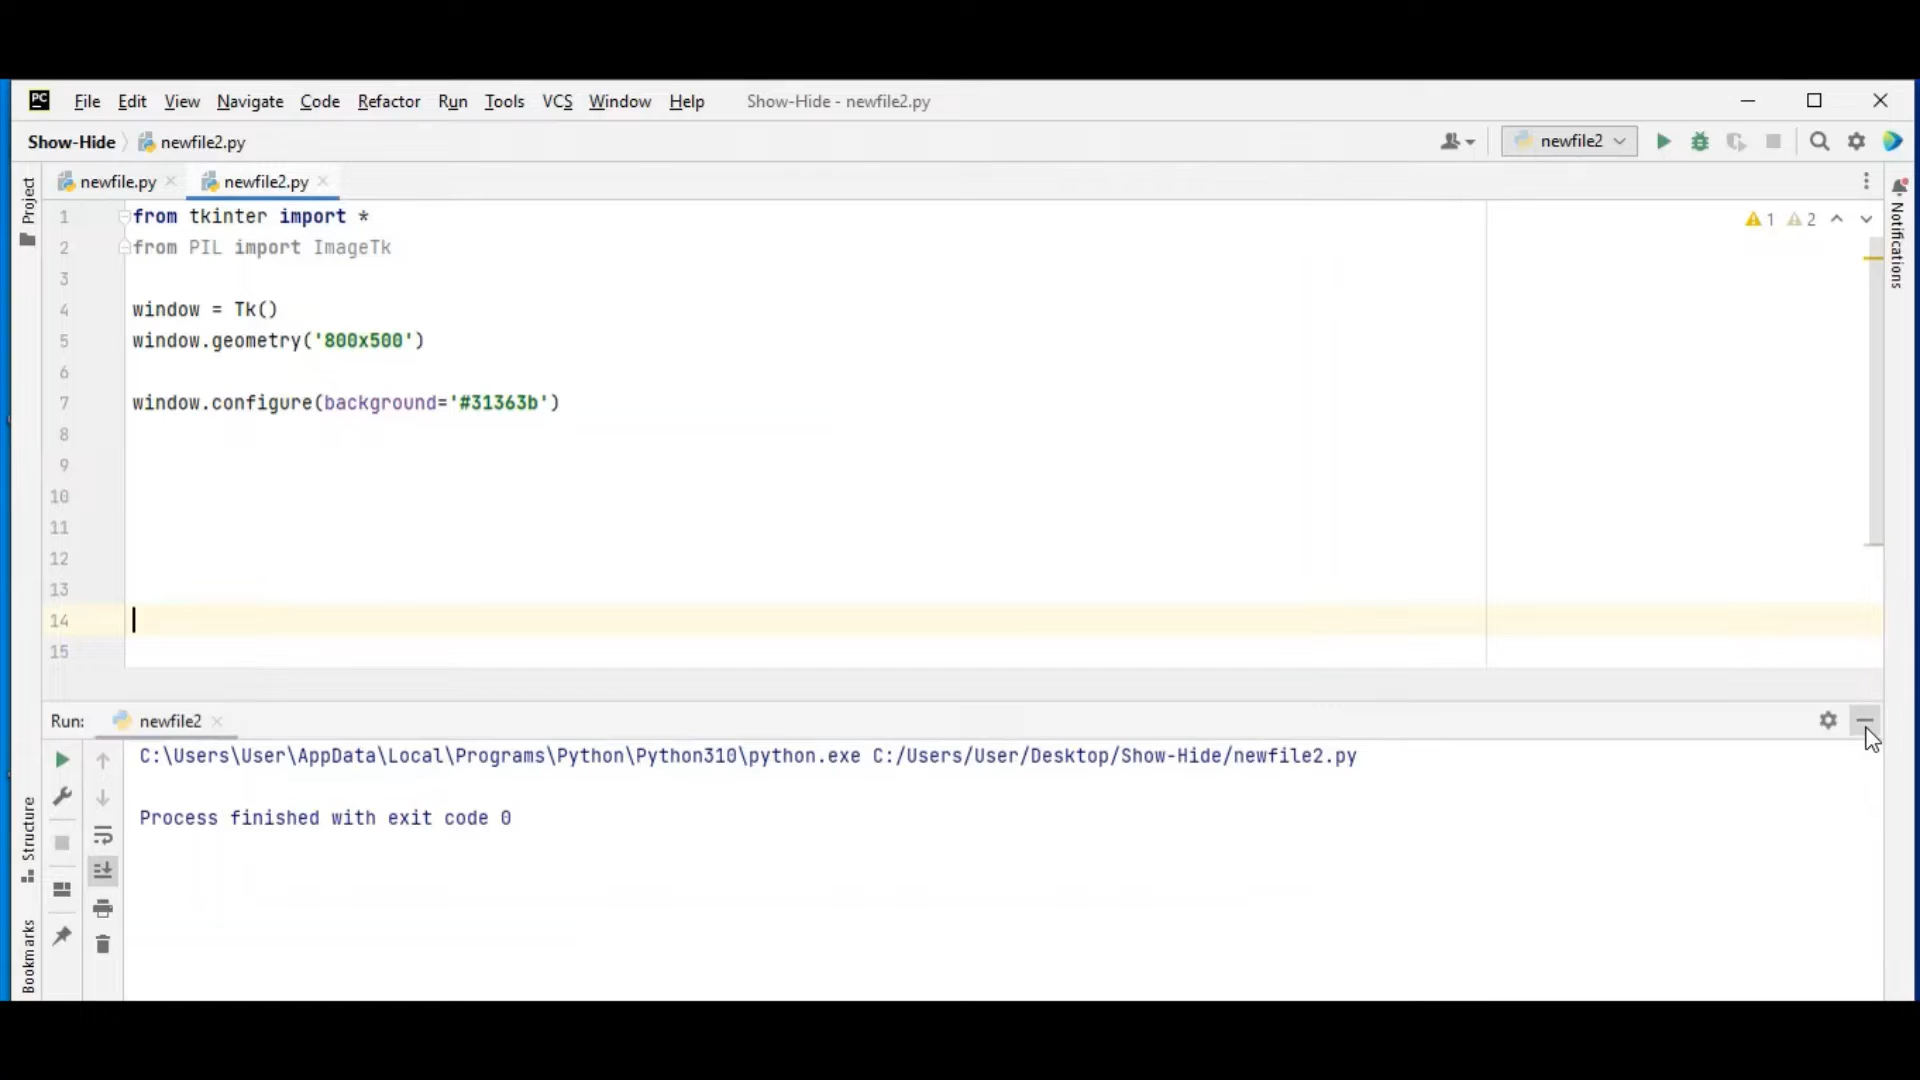 PC File Edit View Navigate Code Refactor Run Tools VCS Window Help Show-Hide - newfile2.py
Show-Hide newfile2.py newfile2
Project newfile.py newfile2.py
1 from tkinter import *
2 from PIL import ImageTk
3
4 window = Tk()
5 window.geometry('800x500')
6
7 window.configure(background='#31363b')
8
9
10
11
12
13
14
15
1 2
Notifications
Run: newfile2
C:\Users\User\AppData\Local\Programs\Python\Python310\python.exe C:/Users/User/Desktop/Show-Hide/newfile2.py
Process finished with exit code 0
Structure
Bookmarks